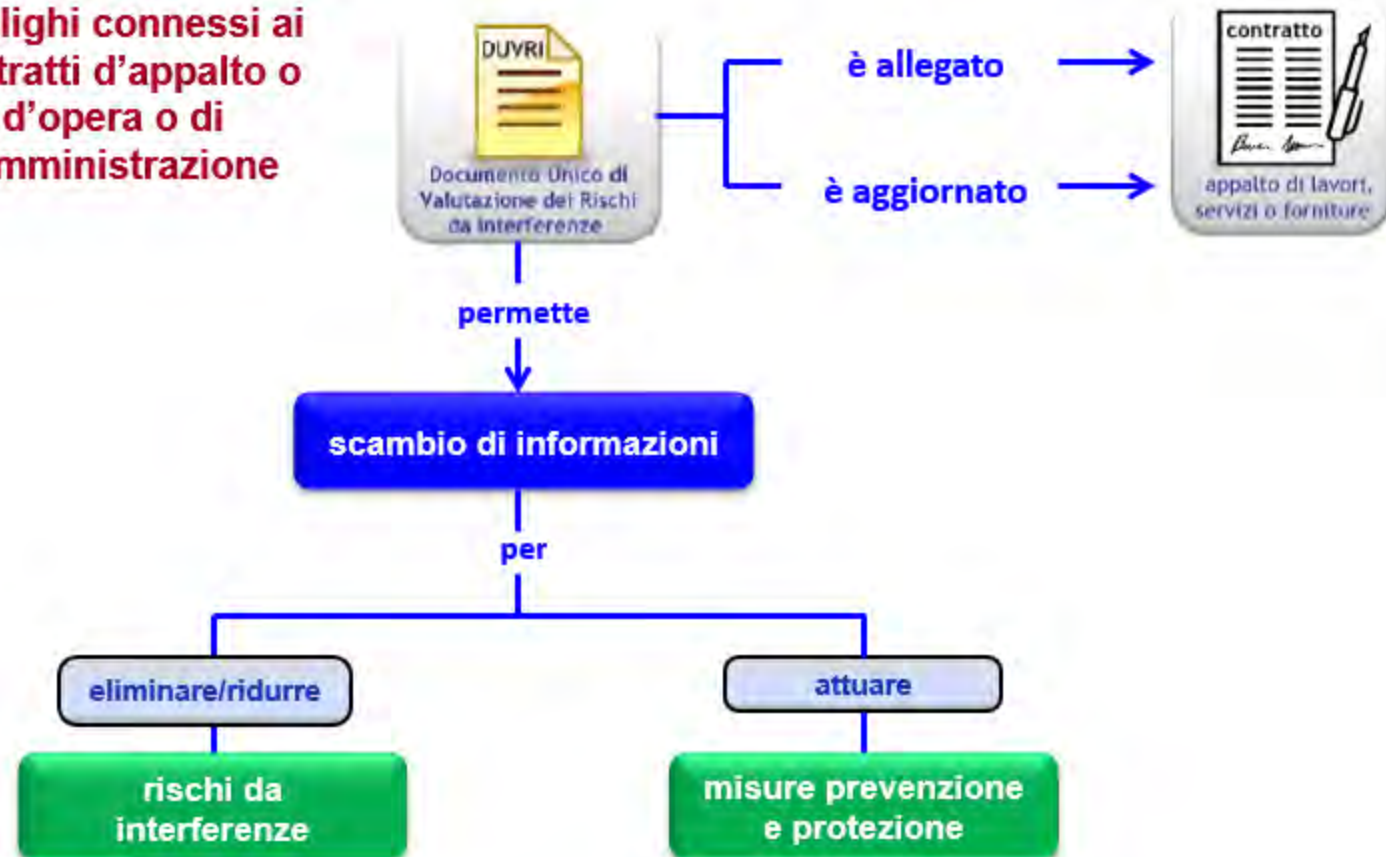 lighi connessi ai
tratti d'appalto o
d'opera o di
mministrazione
DUVRI
Documento Unico di
Valutazione dei Rischi
da Interferenze
è allegato
è aggiornato
contratto
appalto di lavori,
servizi o forniture
permette
scambio di informazioni
per
eliminare/ridurre
attuare
rischi da
interferenze
misure prevenzione
e protezione